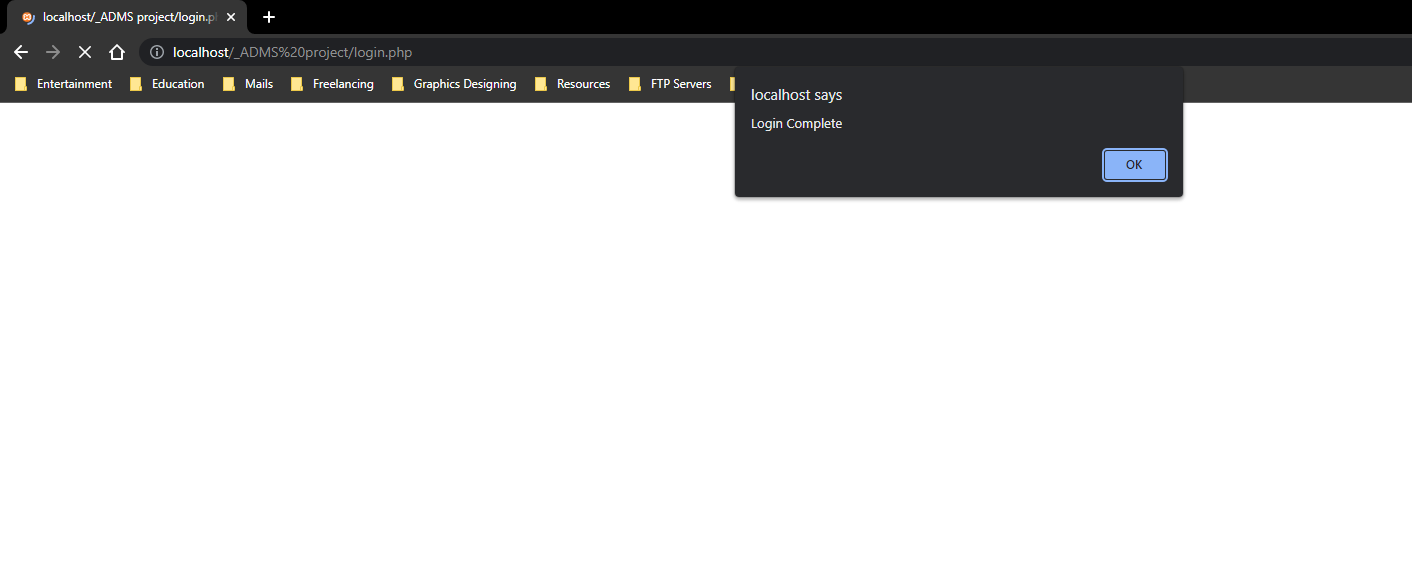 localhost/_ADMS project/login.p
localhost/_ADMS%20project/login.php
Entertainment Education Mails Freelancing Graphics Designing Resources FTP Servers
localhost says
Login Complete
OK